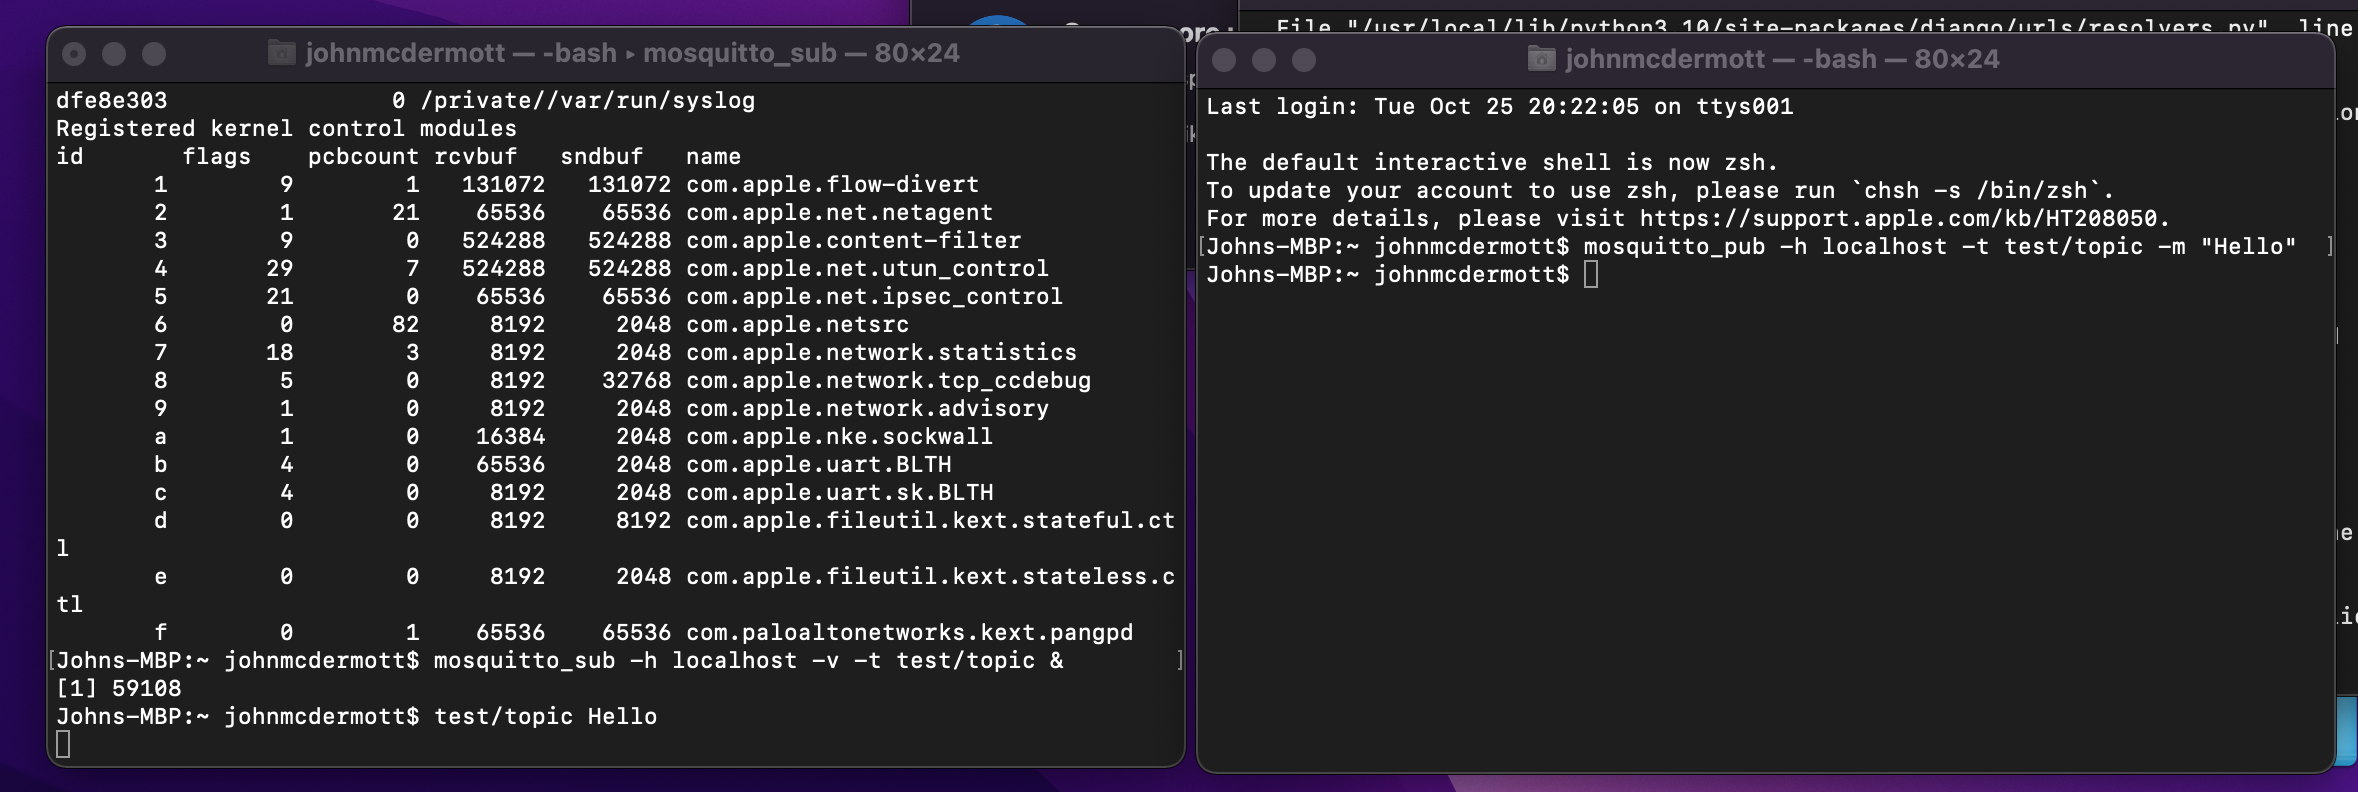 johnmcdermott — -bash ▸ mosquitto_sub — 80×24
dfe8e303                0 /private//var/run/syslog
Registered kernel control modules
id       flags    pcbcount rcvbuf   sndbuf   name
       1        9        1   131072   131072 com.apple.flow-divert
       2        1       21    65536    65536 com.apple.net.netagent
       3        9        0   524288   524288 com.apple.content-filter
       4       29        7   524288   524288 com.apple.net.utun_control
       5       21        0    65536    65536 com.apple.net.ipsec_control
       6        0       82     8192     2048 com.apple.netsrc
       7       18        3     8192     2048 com.apple.network.statistics
       8        5        0     8192    32768 com.apple.network.tcp_ccdebug
       9        1        0     8192     2048 com.apple.network.advisory
       a        1        0    16384     2048 com.apple.nke.sockwall
       b        4        0    65536     2048 com.apple.uart.BLTH
       c        4        0     8192     2048 com.apple.uart.sk.BLTH
       d        0        0     8192     8192 com.apple.fileutil.kext.stateful.ct
l
       e        0        0     8192     2048 com.apple.fileutil.kext.stateless.c
tl
       f        0        1    65536    65536 com.paloaltonetworks.kext.pangpd
[Johns-MBP:~ johnmcdermott$ mosquitto_sub -h localhost -v -t test/topic &        ]
[1] 59108
Johns-MBP:~ johnmcdermott$ test/topic Hello
File "/usr/local/lib/python3.10/site-packages/django/urls/resolvers.py", line
johnmcdermott — -bash — 80×24
Last login: Tue Oct 25 20:22:05 on ttys001
The default interactive shell is now zsh.
To update your account to use zsh, please run `chsh -s /bin/zsh`.
For more details, please visit https://support.apple.com/kb/HT208050.
[Johns-MBP:~ johnmcdermott$ mosquitto_pub -h localhost -t test/topic -m "Hello"  ]
Johns-MBP:~ johnmcdermott$